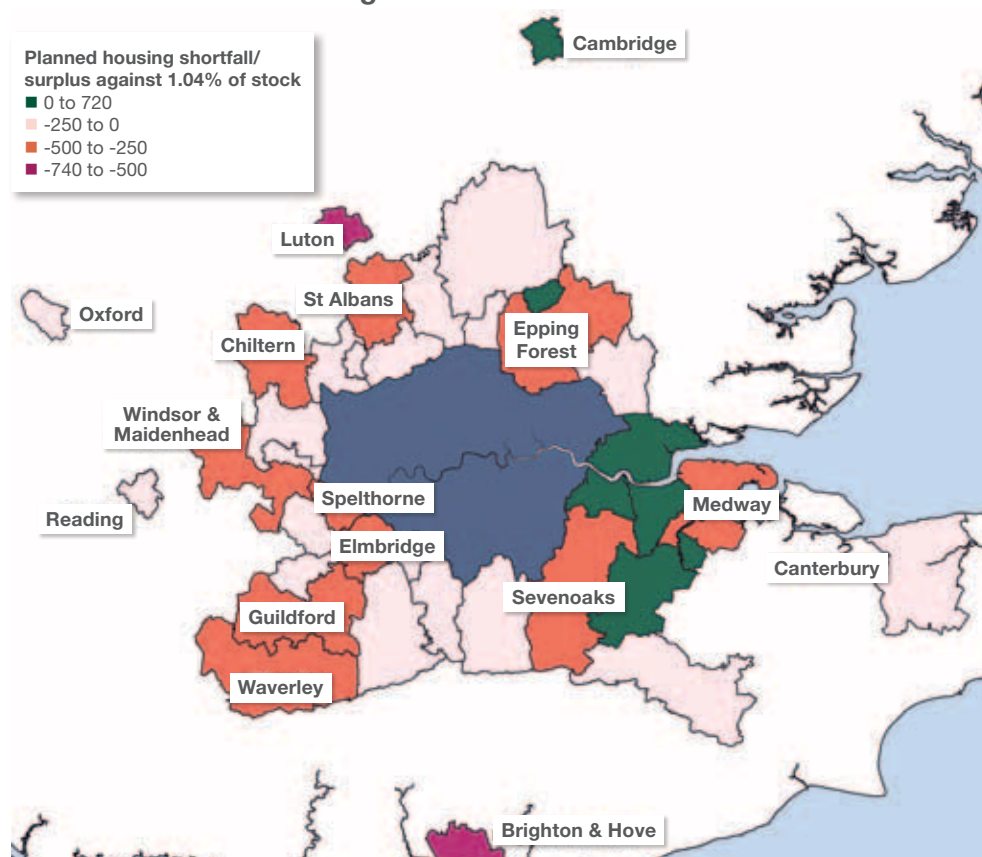 Cambridge
Planned housing shortfall/
surplus against 1.04% of stock
0 to 720
-250 to 0
-500 to -250
-740 to -500
Luton
St Albans
Oxford
Epping
Forest
Chiltern
Windsor &
Maidenhead
Spelthorne
Medway
Reading
Elmbridge
Canterbury
Sevenoaks
Guildford
Waverley
Brighton & Hove